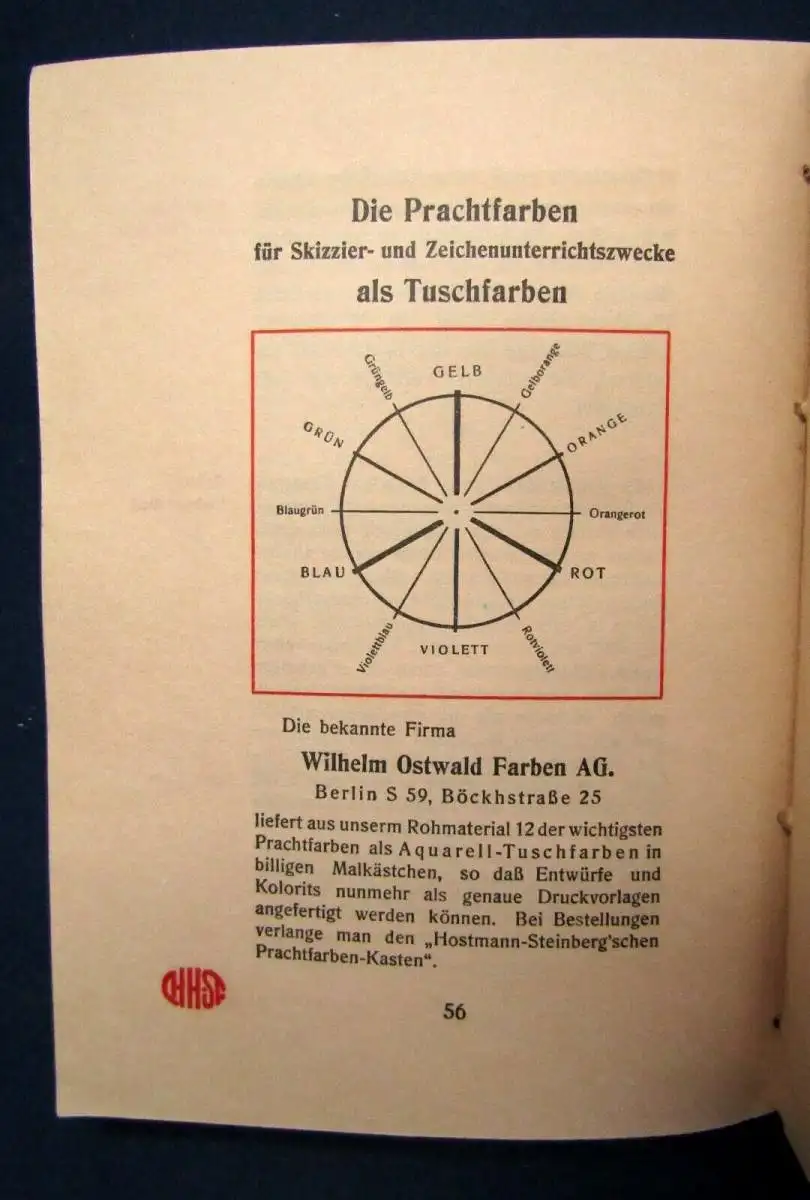 Die Prachtfarben
für Skizzier- und Zeichenunterrichtszwecke
als Tuschfarben
GELB
Grüngelb
Gelborange
GRÜN
ORANGE
Blaugrün
Orangerot
BLAU
ROT
Violettblau
Rotviolett
VIOLETT
Die bekannte Firma
Wilhelm Ostwald Farben AG.
Berlin S 59, Böckhstraße 25
liefert aus unserm Rohmaterial 12 der wichtigsten
Prachtfarben als Aquarell-Tuschfarben in
billigen Malkästchen, so daß Entwürfe und
Kolorits nunmehr als genaue Druckvorlagen
angefertigt werden können. Bei Bestellungen
verlange man den „Hostmann-Steinberg'schen
Prachtfarben-Kasten“.
56